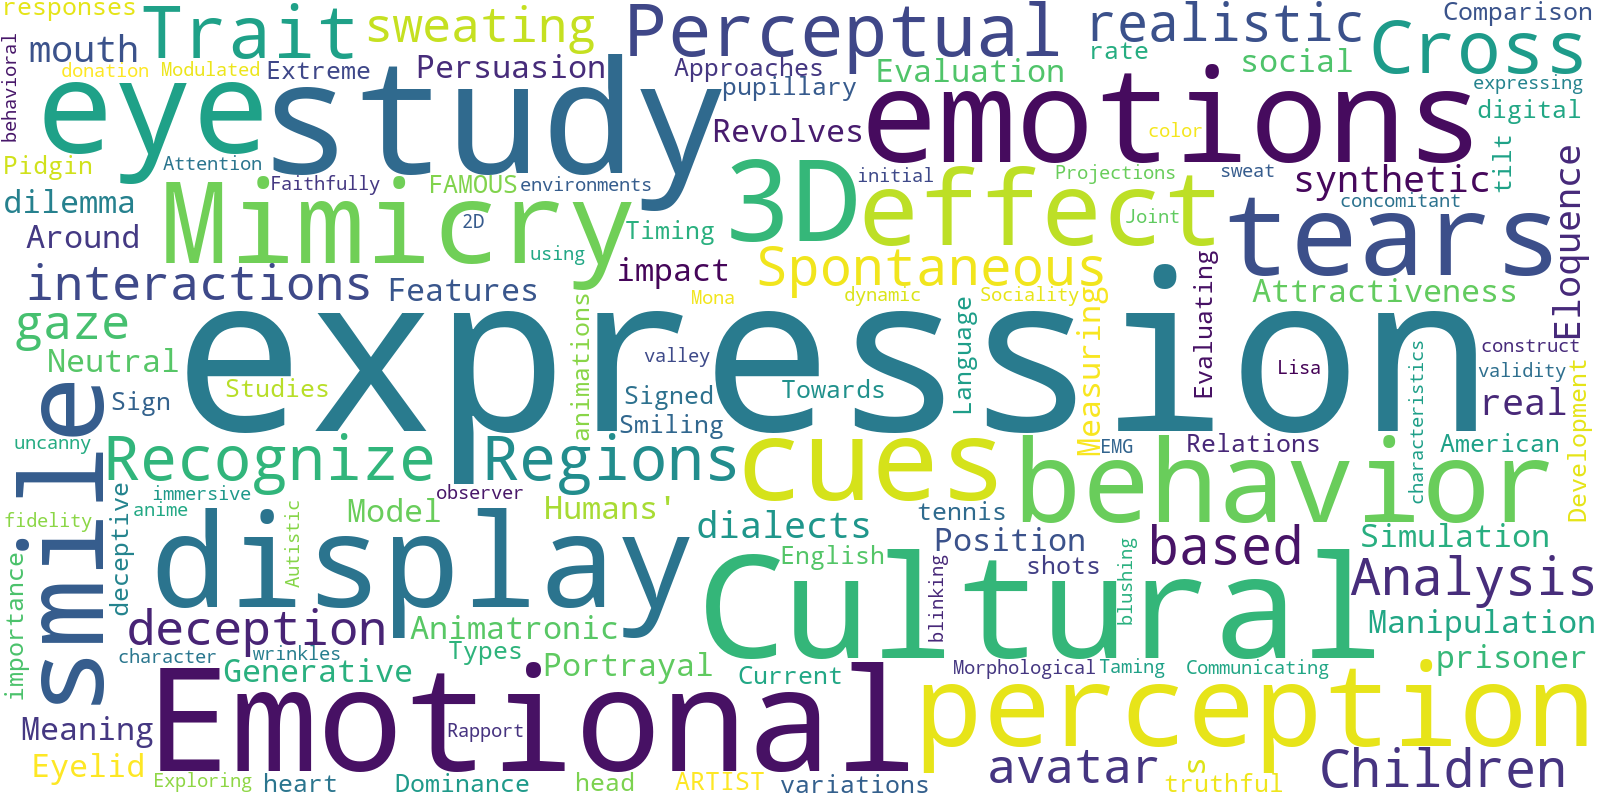 responses
Trait
sweating
Perceptual
realistic
Comparison
behavioral
mouth
donation
Modulated
Extreme
Persuasion
Approaches
Evaluation
rate
social
Cross
expressing
eye
study
pupillary
emotions
digital
Revolves
color
Pidgin
Attention
Faithfully
FAMOUS
environments
3D
initial
effect
Projections
sweat
synthetic
tilt
concomitant
Eloquence
dilemma
Mimicry
2D
Joint
tears
Around
using
Timing
interactions
Features
impact
Spontaneous
Evaluating
Attractiveness
Mona
dynamic
Sociality
gaze
animations
expression
Language
Measuring
Neutral
valley
Lisa
construct
validity
Studies
Towards
characteristics
Development
smile
Sign
Signed
Smiling
real
uncanny
Recognize
Regions
cues
EMG
Relations
American
behavior
immersive
observer
anime
Model
Humans'
fidelity
deceptive
Autistic
display
dialects
tennis
Position
English
shots
based
Simulation
Cultural
blinking
blushing
Analysis
importance
deception
Animatronic
Manipulation
character
wrinkles
Types
Generative
Portrayal
Current
Morphological
Taming
Communicating
prisoner
Meaning
Emotional
Rapport
perception
Eyelid
Exploring
heart
Dominance
head
ARTIST
variations
avatar
s
truthful
Children